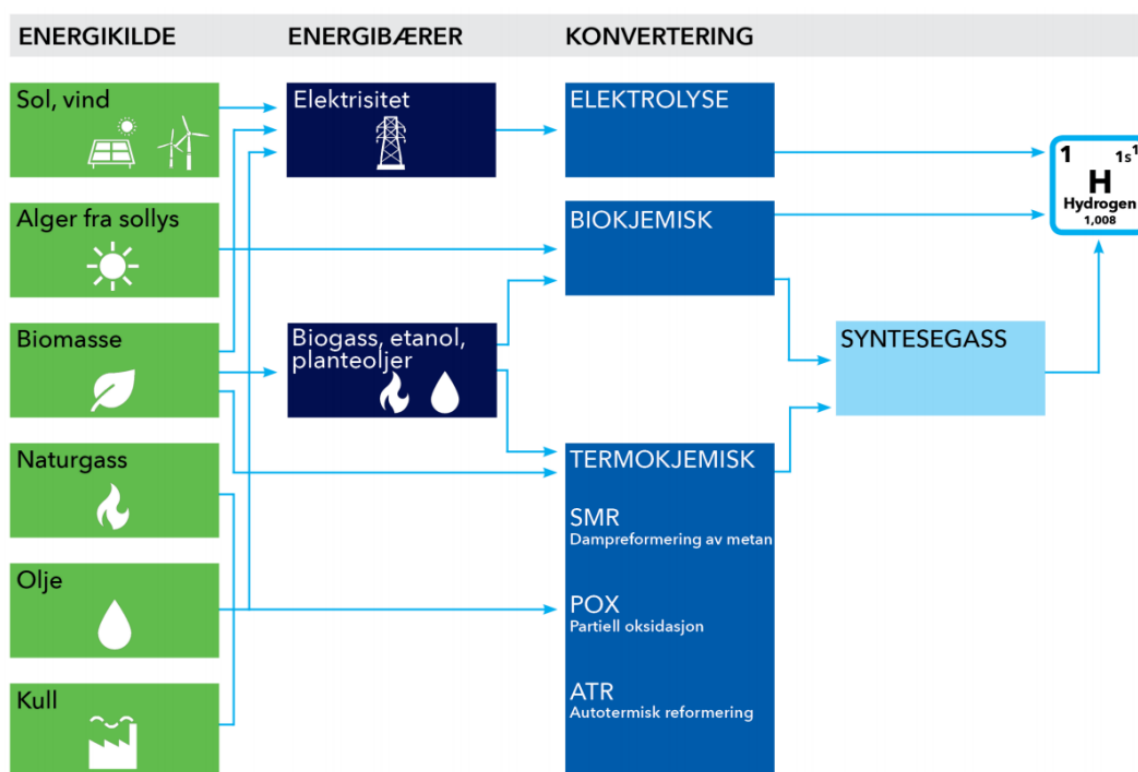 ENERGIKILDE
ENERGIBÆRER
KONVERTERING
Sol, vind
Elektrisitet
ELEKTROLYSE
1
1s1
H
Hydrogen
1,008
Alger fra sollys
BIOKJEMISK
Biomasse
Biogass, etanol,
planteoljer
SYNTESEGASS
Naturgass
TERMOKJEMISK
SMR
Dampreformering av metan
Olje
POX
Partiell oksidasjon
Kull
ATR
Autotermisk reformering